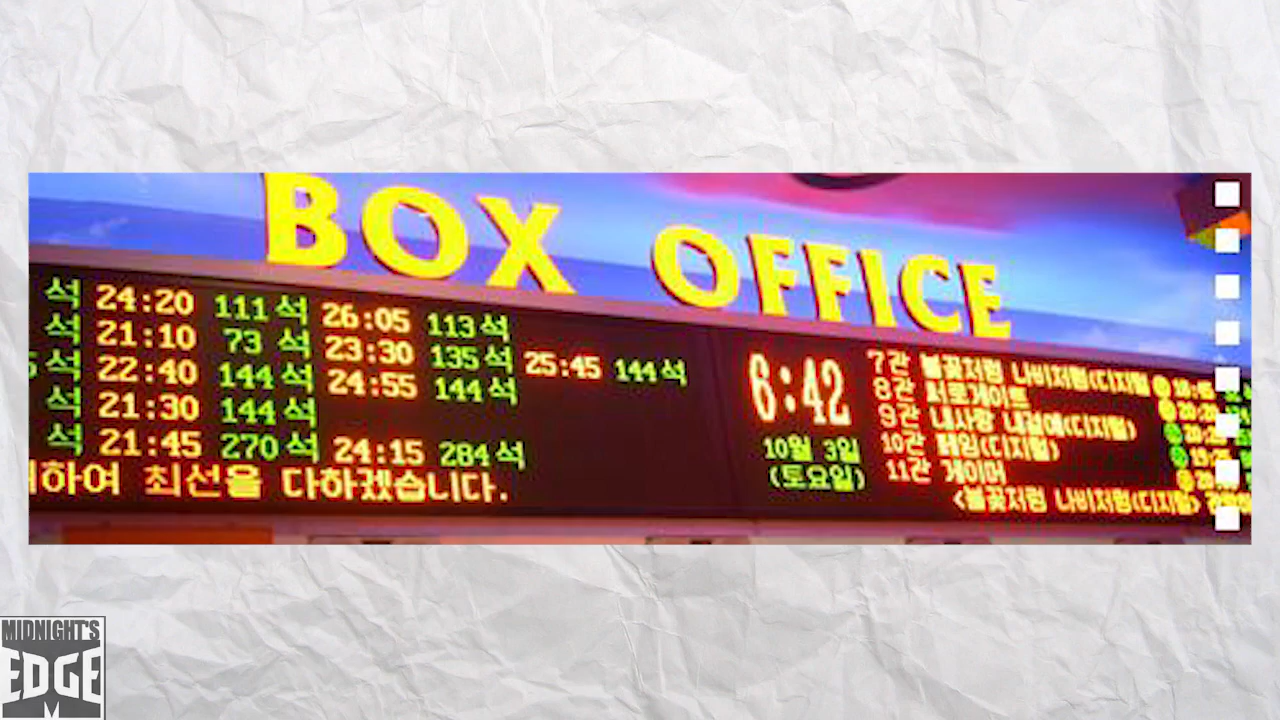 BOX OFFICE
석 24:20 111석 26:05 113석
석 21:10 73 석 23:30 135석 25:45 144석
석 22:40 144석 24:55 144석
석 21:30 144석
석 21:45 270석 24:15 284석
하여 최선을 다하겠습니다.
6:42
10월 3일
(토요일)
7관 불꽃처럼 나비처럼(디지털
8관 써로게이트
9관 내사랑 내곁에(디지털)
10관 페임(디지털)
11관 게이머
<불꽃처럼 나비처럼(디지털)>
MIDNIGHT'S
EDGE